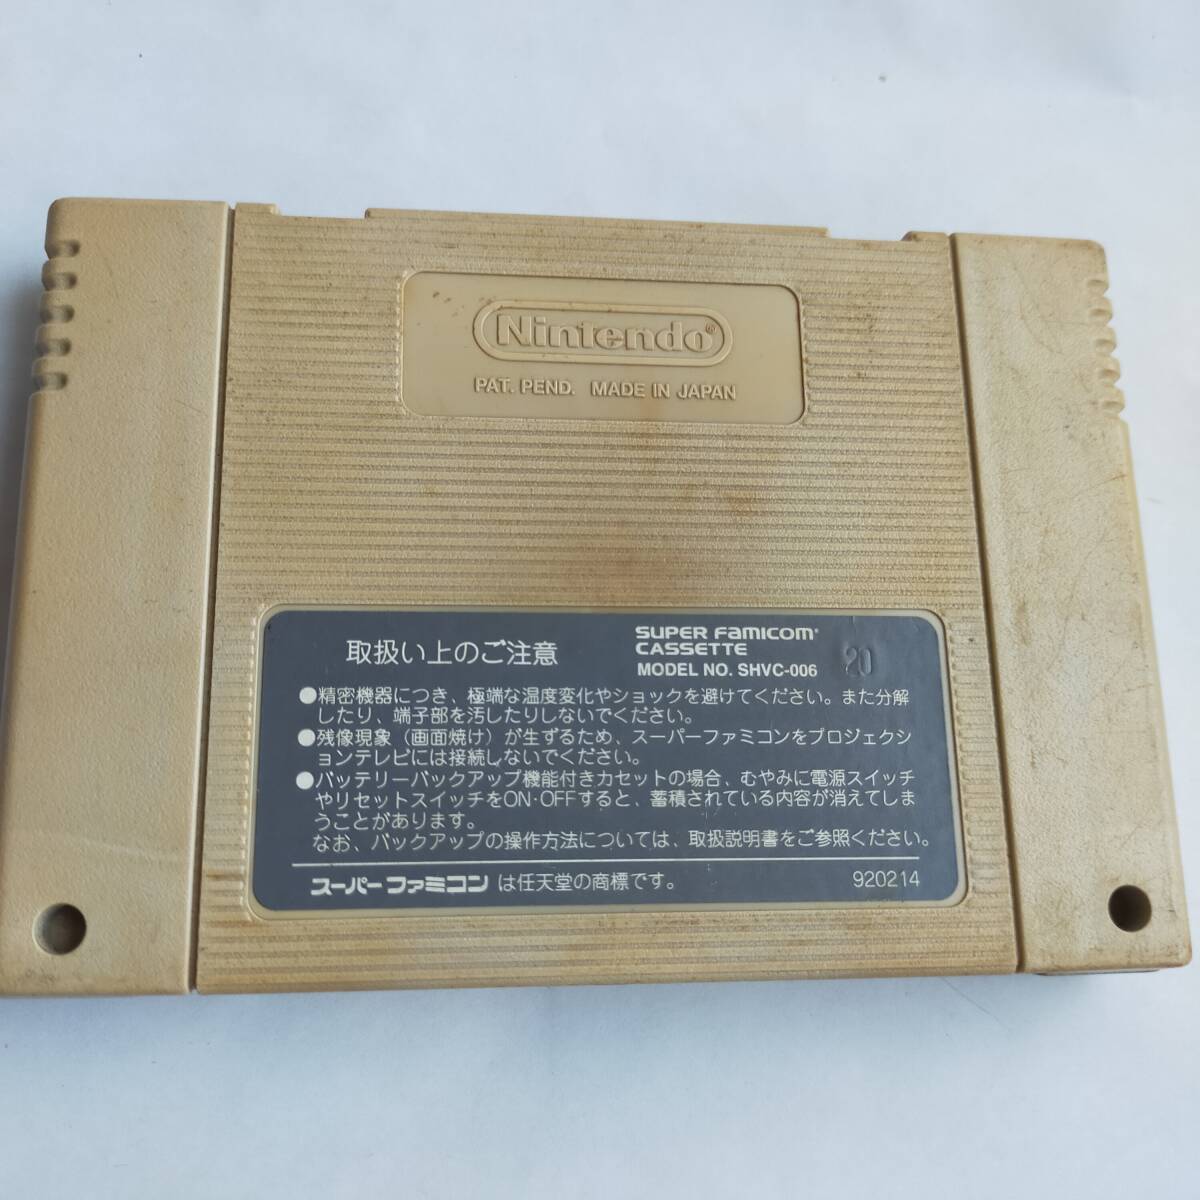 Nintendo®
PAT. PEND. MADE IN JAPAN
取扱い上のご注意
SUPER FAMICOM®
CASSETTE
MODEL NO. SHVC-006
20
●精密機器につき、極端な温度変化やショックを避けてください。また分解
したり、端子部を汚したりしないでください。
●残像現象（画面焼け）が生ずるため、スーパーファミコンをプロジェクシ
ョンテレビには接続しないでください。
●バッテリーバックアップ機能付きカセットの場合、むやみに電源スイッチ
やリセットスイッチをON・OFFすると、蓄積されている内容が消えてしま
うことがあります。
なお、バックアップの操作方法については、取扱説明書をご参照ください。
スーパーファミコンは任天堂の商標です。
920214